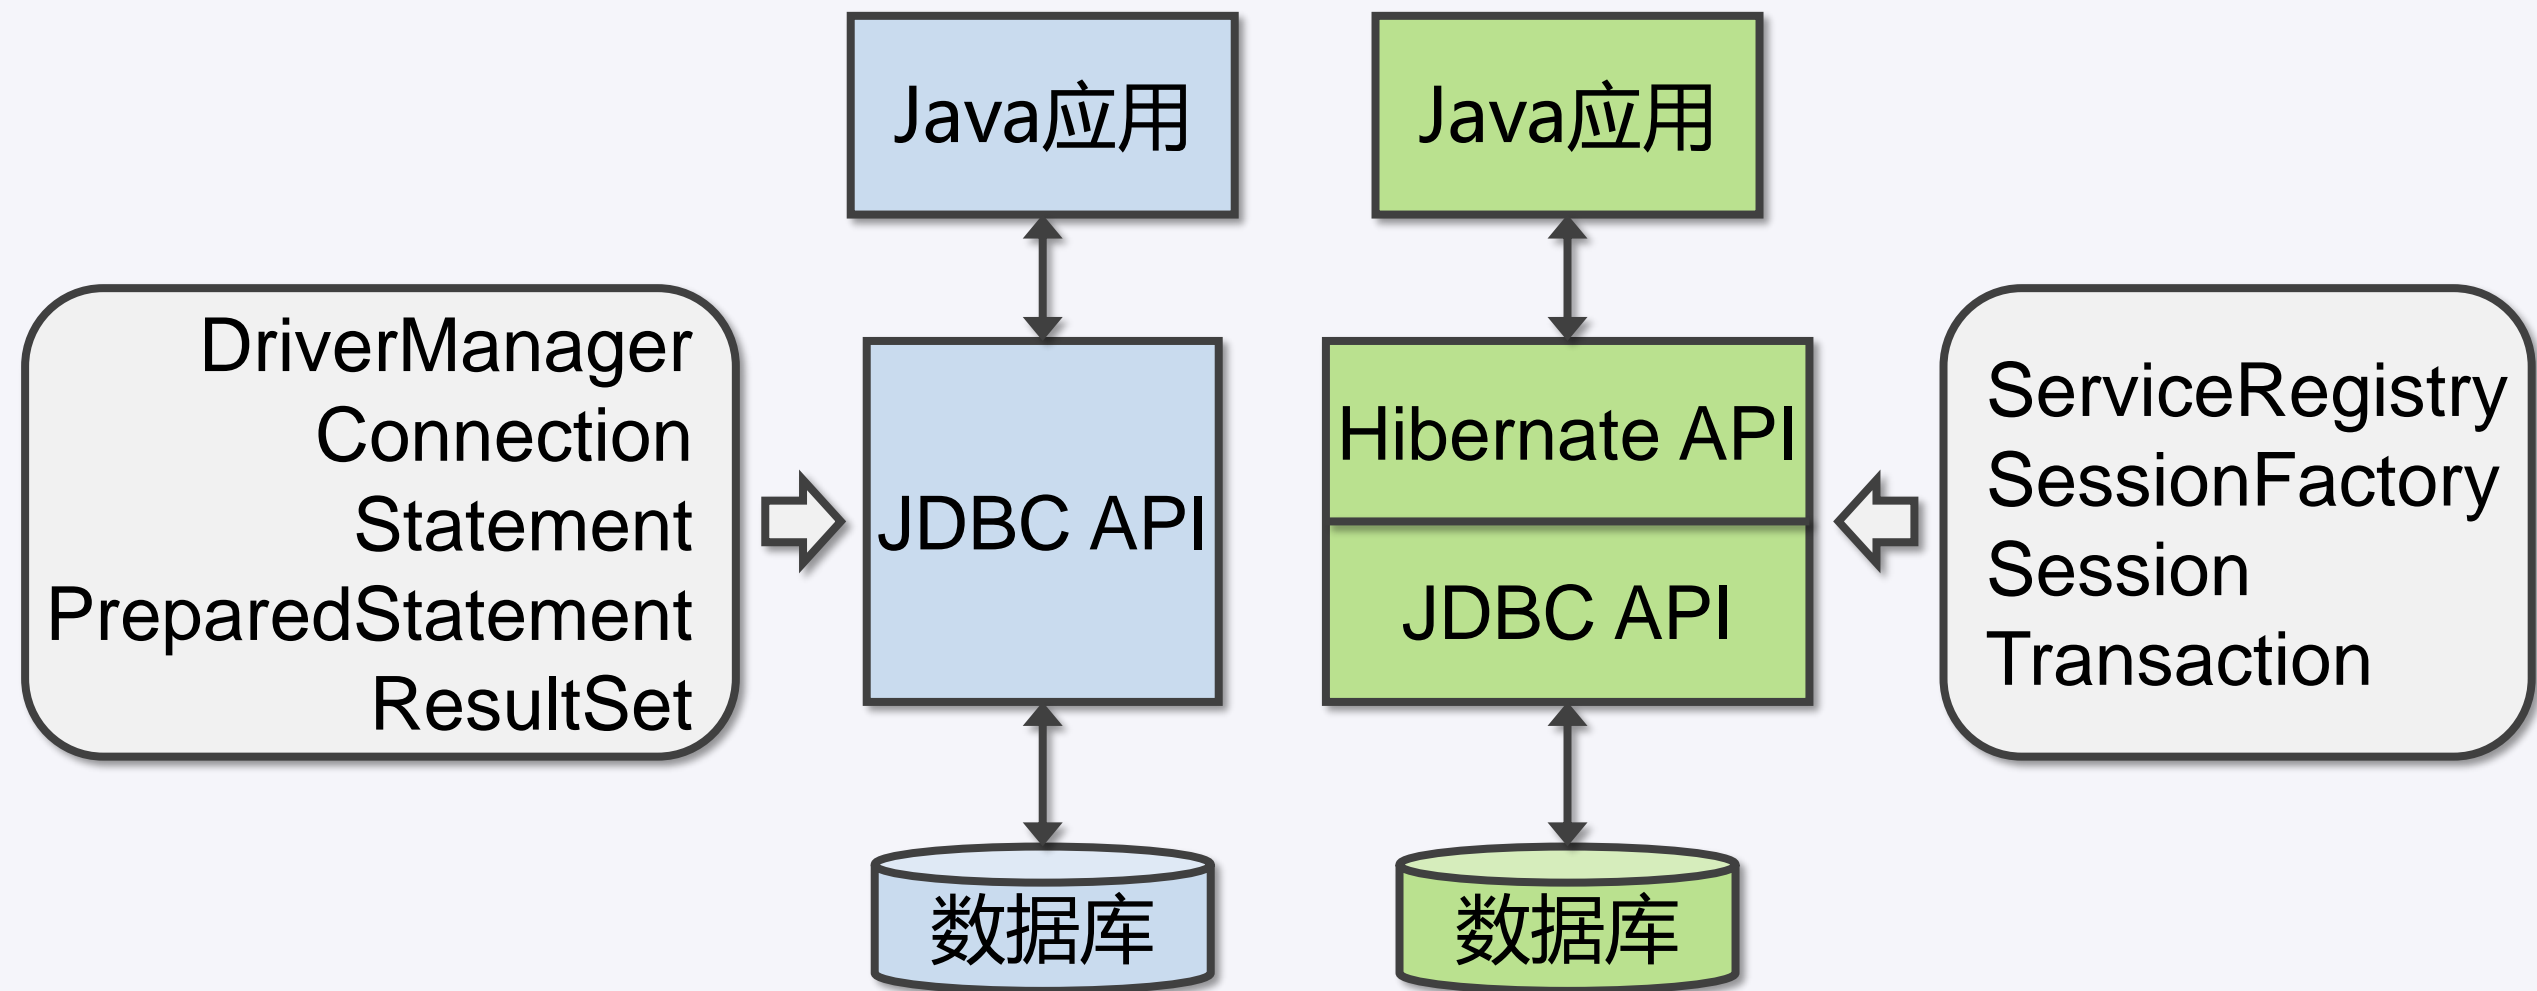 Java应用
Java应用
DriverManager
Connection
Statement
PreparedStatement
ResultSet
JDBC API
Hibernate API
JDBC API
ServiceRegistry
SessionFactory
Session
Transaction
数据库
数据库